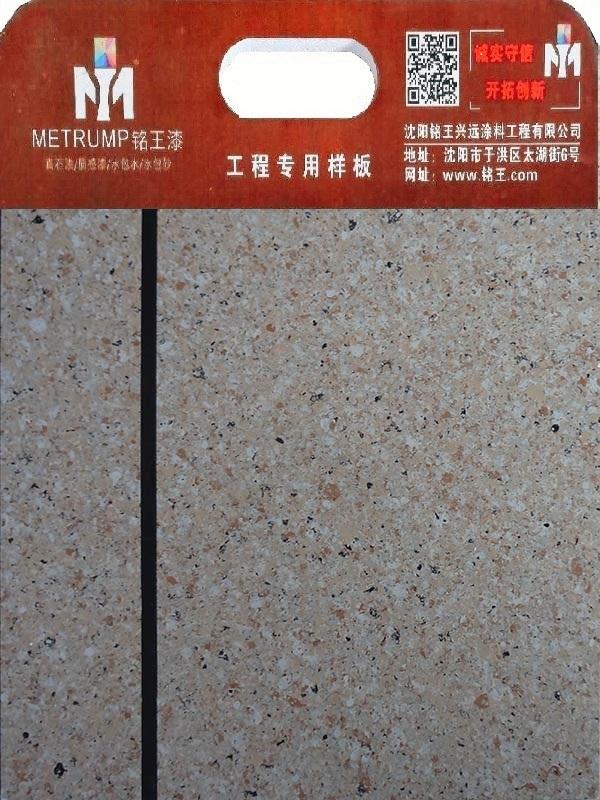 METRUMP铭王漆
真石漆/质感漆/水包水/水包砂
工程专用样板
诚实守信
开拓创新
沈阳铭王兴远涂料工程有限公司
地址：沈阳市于洪区太湖街6号
网址：www.铭王.com